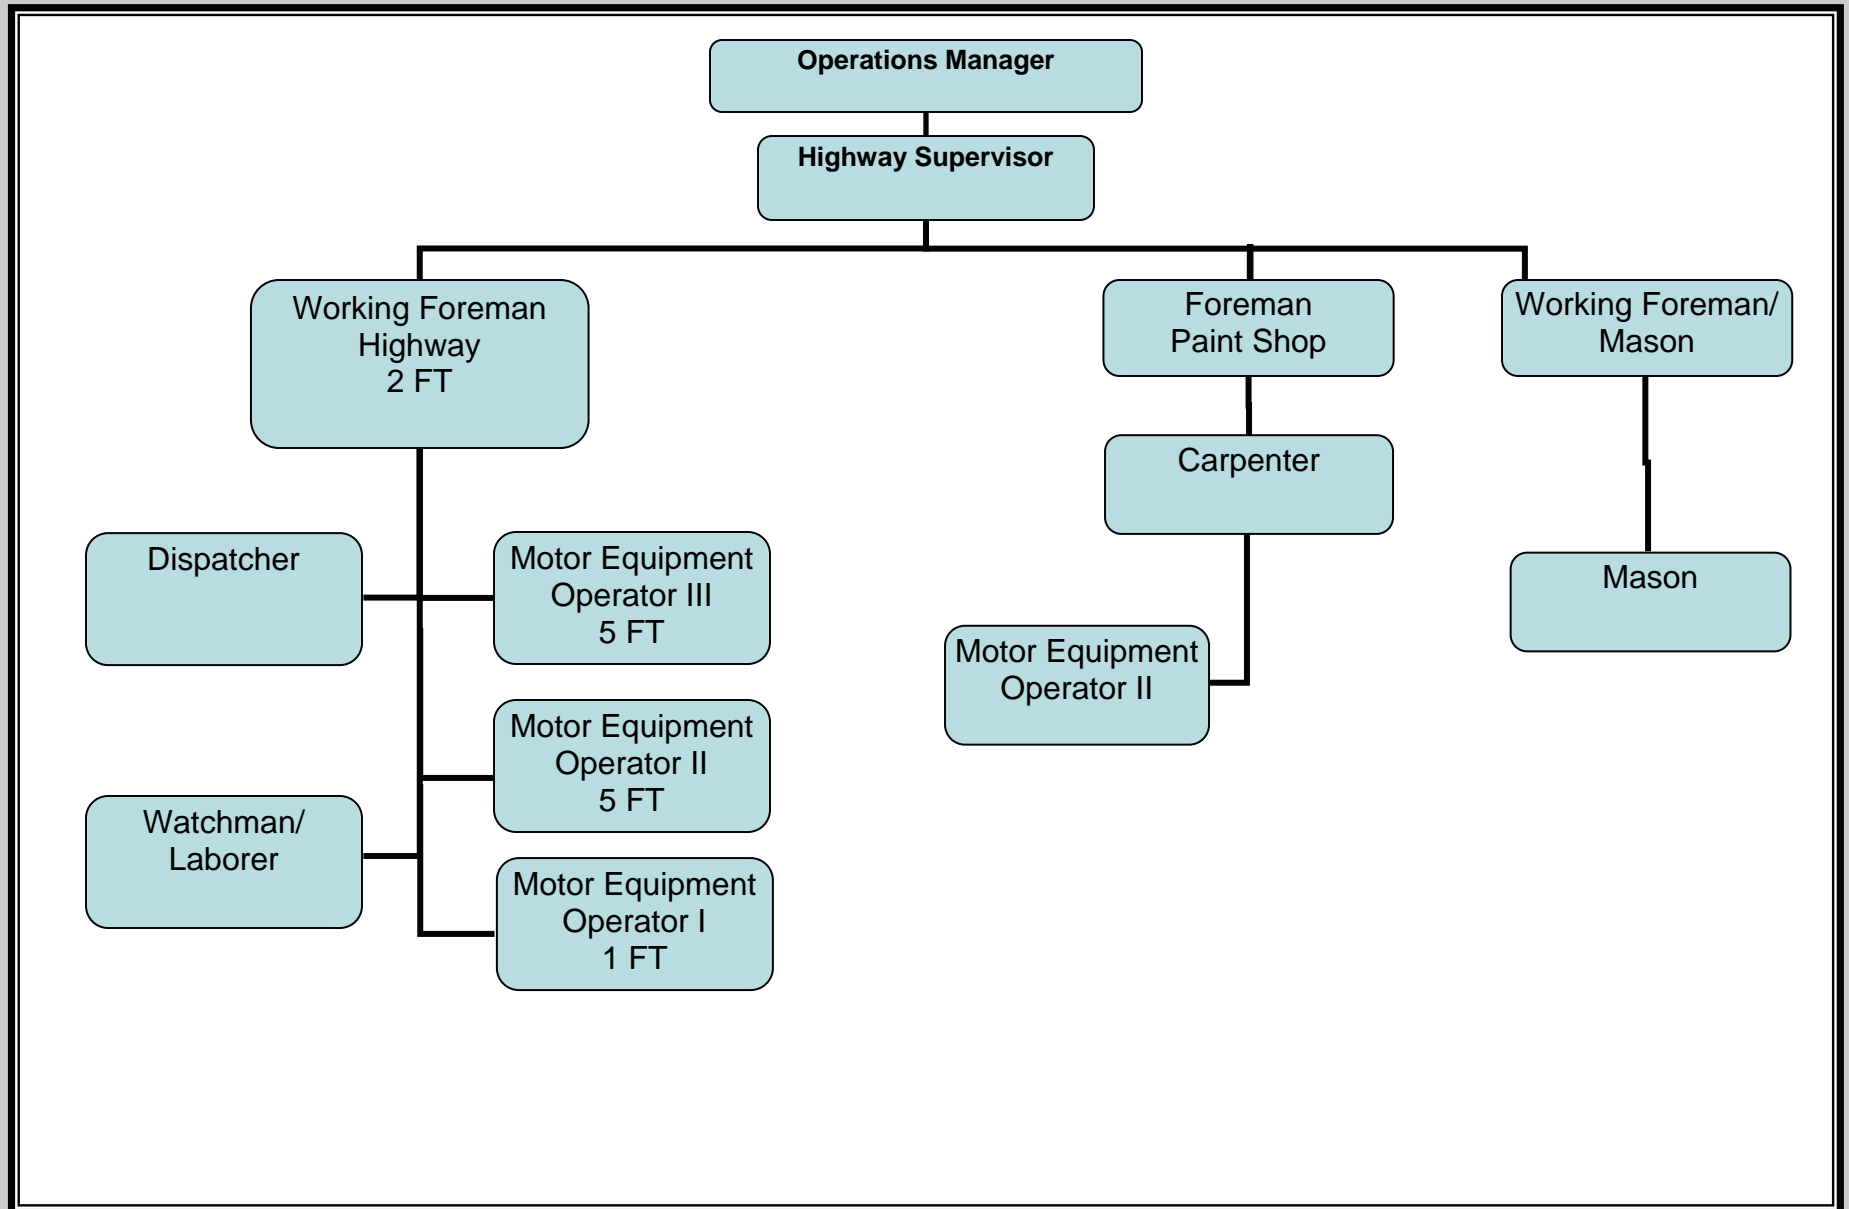 Operations Manager
Highway Supervisor
Working Foreman
Highway
2 FT
Foreman
Paint Shop
Working Foreman/
Mason
Carpenter
Dispatcher
Motor Equipment
Operator III
5 FT
Mason
Motor Equipment
Operator II
Motor Equipment
Operator II
5 FT
Watchman/
Laborer
Motor Equipment
Operator I
1 FT